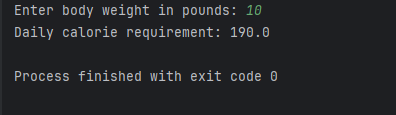 Enter body weight in pounds: 10
Daily calorie requirement: 190.0
Process finished with exit code 0